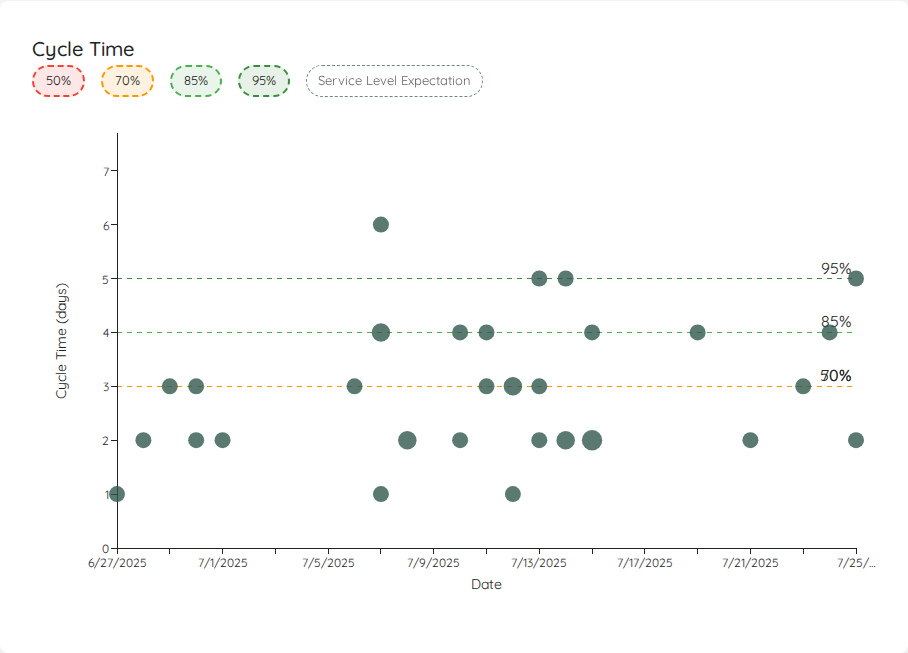 Cycle Time
50% 70% 85% 95% Service Level Expectation
7
6
95%
5
85%
4
50%
70%
3
2
1
0
Cycle Time (days)
6/27/2025 7/1/2025 7/5/2025 7/9/2025 7/13/2025 7/17/2025 7/21/2025 7/25/...
Date